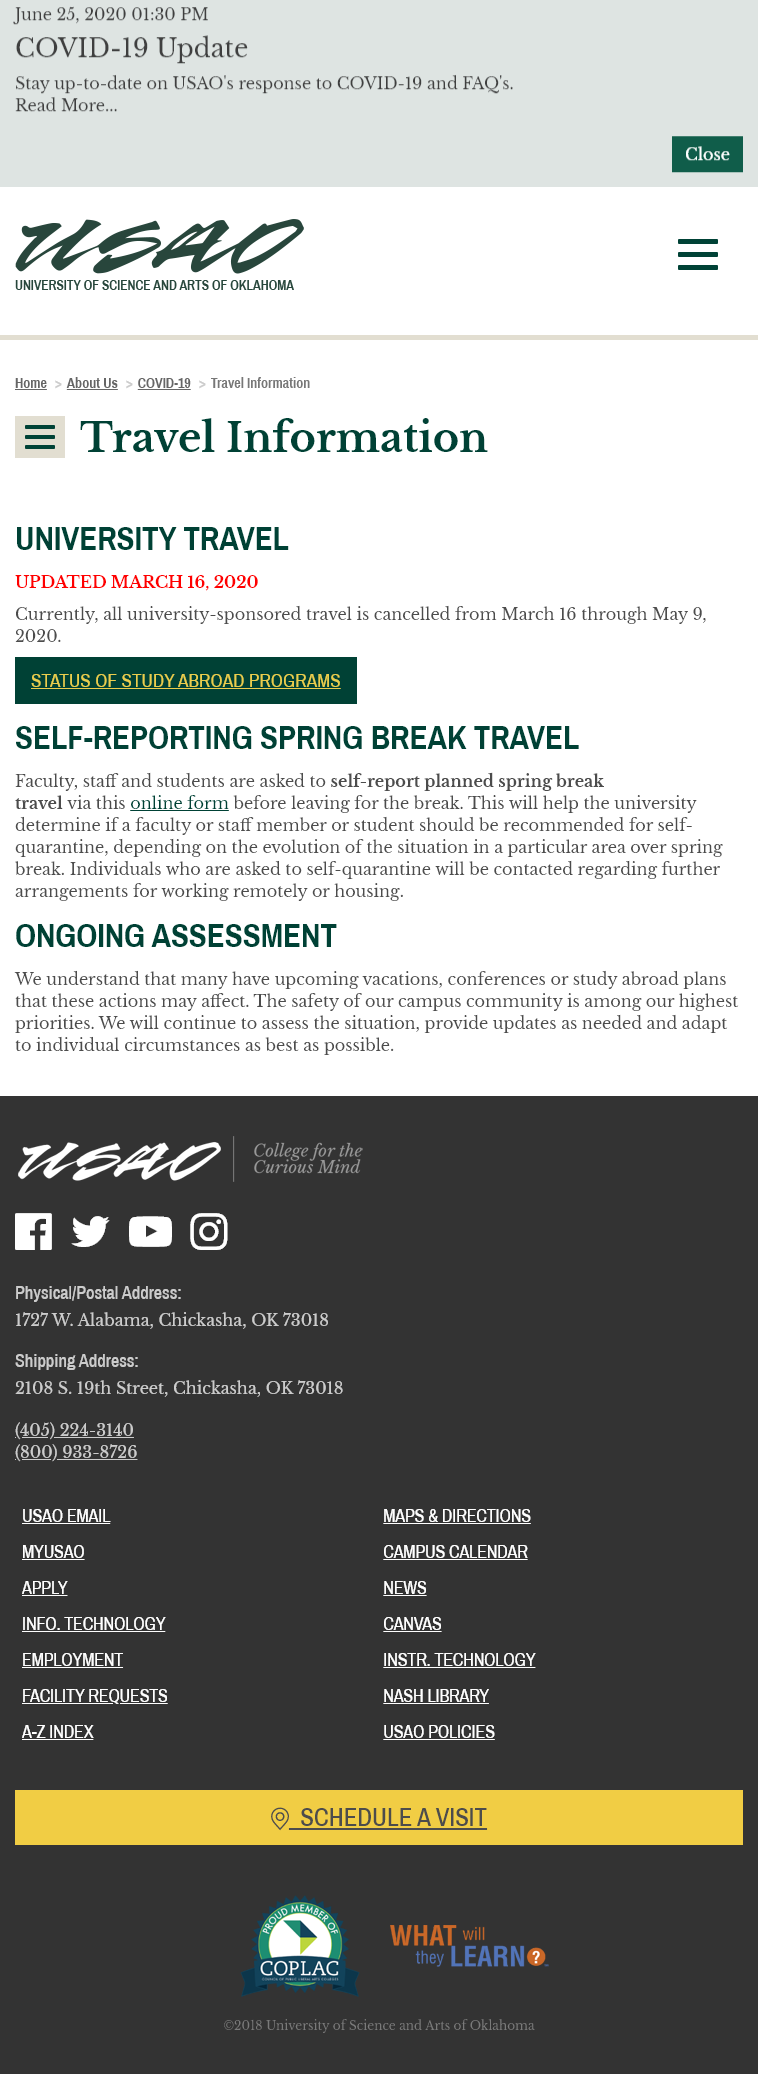 June 25, 2020 01:30 PM
COVID-19 Update
Stay up-to-date on USAO's response to COVID-19 and FAQ's.
Read More...
Close
USAO
UNIVERSITY OF SCIENCE AND ARTS OF OKLAHOMA
Home > About Us > COVID-19 > Travel Information
Travel Information
UNIVERSITY TRAVEL
UPDATED MARCH 16, 2020
Currently, all university-sponsored travel is cancelled from March 16 through May 9,
2020.
STATUS OF STUDY ABROAD PROGRAMS
SELF-REPORTING SPRING BREAK TRAVEL
Faculty, staff and students are asked to self-report planned spring break
travel via this online form before leaving for the break. This will help the university
determine if a faculty or staff member or student should be recommended for self-
quarantine, depending on the evolution of the situation in a particular area over spring
break. Individuals who are asked to self-quarantine will be contacted regarding further
arrangements for working remotely or housing.
ONGOING ASSESSMENT
We understand that many have upcoming vacations, conferences or study abroad plans
that these actions may affect. The safety of our campus community is among our highest
priorities. We will continue to assess the situation, provide updates as needed and adapt
to individual circumstances as best as possible.
USAO
College for the
Curious Mind
Physical/Postal Address:
1727 W. Alabama, Chickasha, OK 73018
Shipping Address:
2108 S. 19th Street, Chickasha, OK 73018
(405) 224-3140
(800) 933-8726
USAO EMAIL
MYUSAO
APPLY
INFO. TECHNOLOGY
EMPLOYMENT
FACILITY REQUESTS
A-Z INDEX
MAPS & DIRECTIONS
CAMPUS CALENDAR
NEWS
CANVAS
INSTR. TECHNOLOGY
NASH LIBRARY
USAO POLICIES
SCHEDULE A VISIT
PROUD MEMBER OF
COPLAC
WHAT will
they LEARN?
©2018 University of Science and Arts of Oklahoma